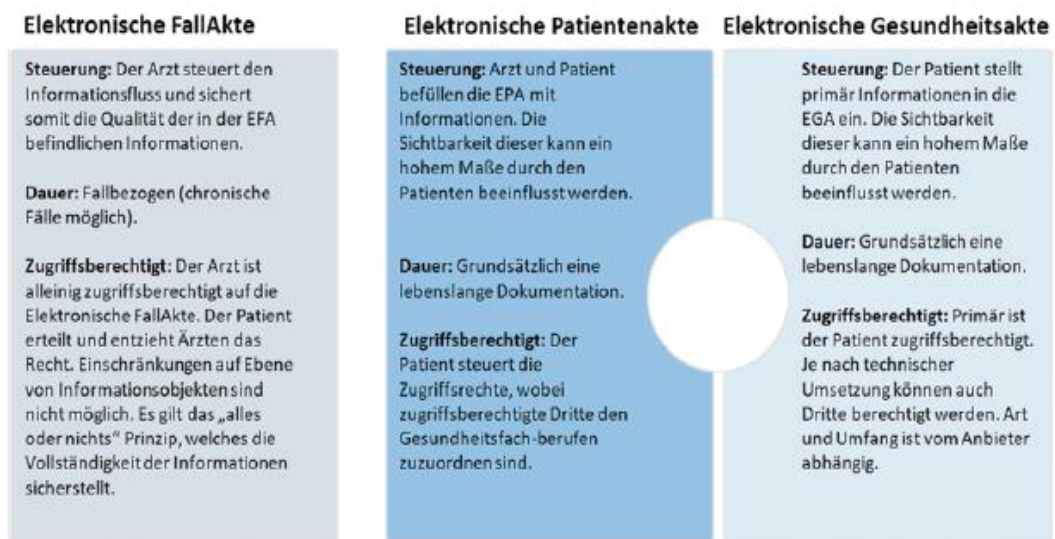 Elektronische FallAkte
Steuerung: Der Arzt steuert den
Informationsfluss und sichert
somit die Qualität der in der EFA
befindlichen Informationen.
Dauer: Fallbezogen (chronische
Fälle möglich).
Zugriffsberechtigt: Der Arzt ist
alleinig zugriffsberechtigt auf die
Elektronische FallAkte. Der Patient
erteilt und entzieht Ärzten das
Recht. Einschränkungen auf Ebene
von Informationsobjekten sind
nicht möglich. Es gilt das „alles
oder nichts“ Prinzip, welches die
Vollständigkeit der Informationen
sicherstellt.
Elektronische Patientenakte
Steuerung: Arzt und Patient
befüllen die EPA mit
Informationen. Die
Sichtbarkeit dieser kann ein
hohem Maße durch den
Patienten beeinflusst werden.
Dauer: Grundsätzlich eine
lebenslange Dokumentation.
Zugriffsberechtigt: Der
Patient steuert die
Zugriffsrechte, wobei
zugriffsberechtigte Dritte den
Gesundheitsfach-berufen
zuzuordnen sind.
Elektronische Gesundheitsakte
Steuerung: Der Patient stellt
primär Informationen in die
EGA ein. Die Sichtbarkeit
dieser kann ein hohem Maße
durch den Patienten
beeinflusst werden.
Dauer: Grundsätzlich eine
lebenslange Dokumentation.
Zugriffsberechtigt: Primär ist
der Patient zugriffsberechtigt.
Je nach technischer
Umsetzung können auch
Dritte berechtigt werden. Art
und Umfang ist vom Anbieter
abhängig.